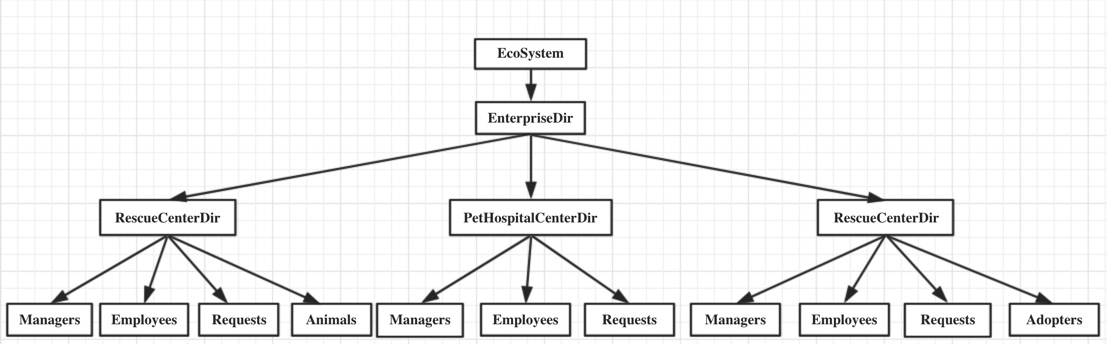 EcoSystem
EnterpriseDir
RescueCenterDir
PetHospitalCenterDir
RescueCenterDir
Managers
Employees
Requests
Animals
Managers
Employees
Requests
Managers
Employees
Requests
Adopters